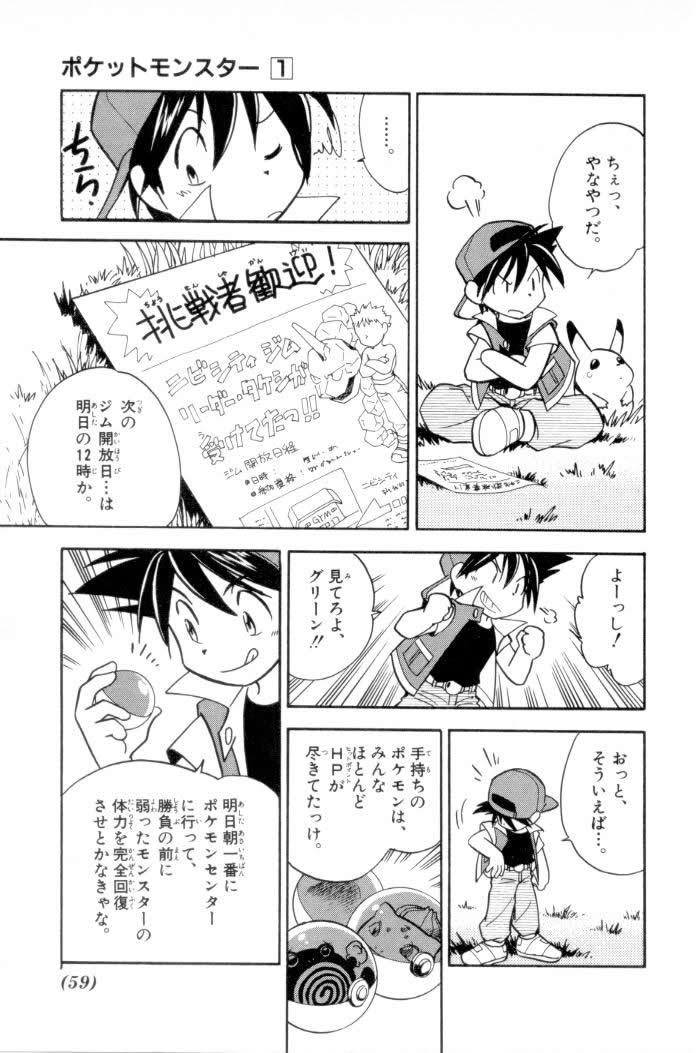 ポケットモンスター 1
ちぇっ、
やなやつだ。
……。
ちら、
挑戦者歓迎!
ニビシティジム
リーダータケシが
受けてたつ!!
ジム開放日程
ニビシティ
GYM
次の
ジム開放日…は
明日の12時か。
よーっし!
見てろよ、
グリーン!!
おっと、
そういえば…。
手持ちの
ポケモンは、
みんな
ほとんど
HPが
尽きてたっけ。
明日朝一番に
ポケモンセンター
に行って、
勝負の前に
弱ったモンスターの
体力を完全回復
させとかなきゃな。
(59)